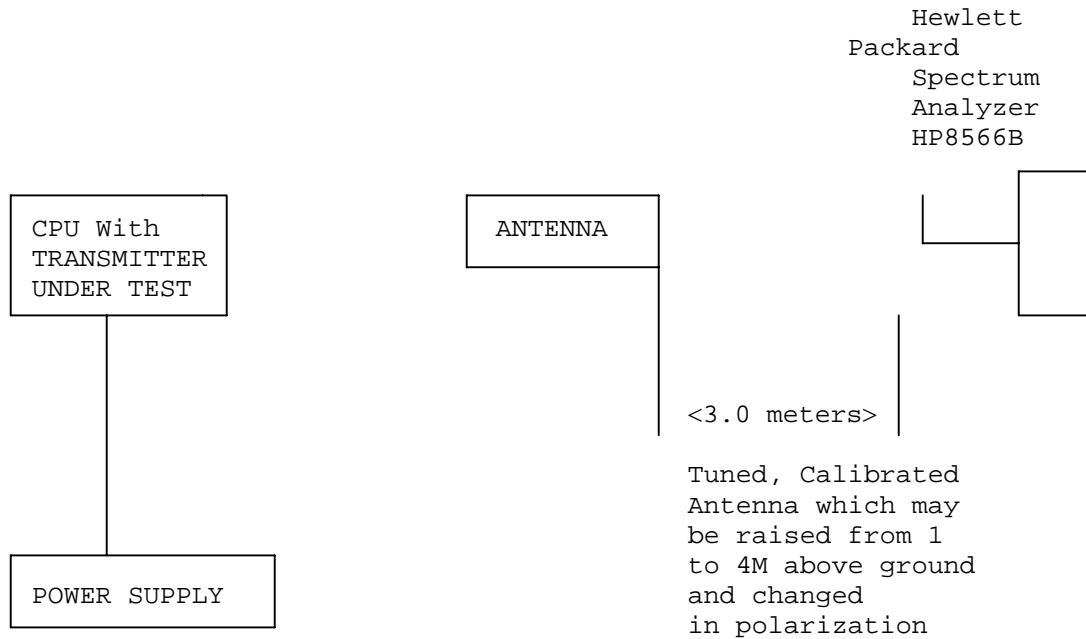 Hewlett
Packard
Spectrum
Analyzer
HP8566B
CPU With
TRANSMITTER
UNDER TEST
ANTENNA
<3.0 meters>
Tuned, Calibrated
Antenna which may
be raised from 1
to 4M above ground
and changed
in polarization
POWER SUPPLY